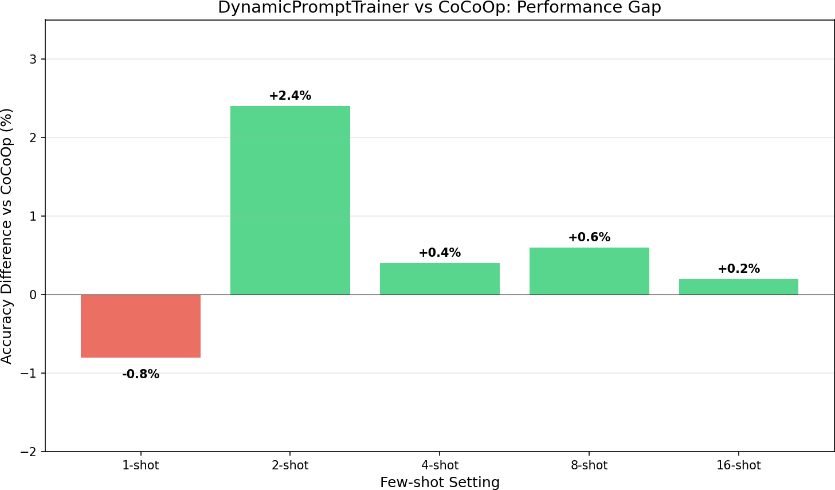 DynamicPromptTrainer vs CoCoOp: Performance Gap
Accuracy Difference vs CoCoOp (%)
3
2
1
0
−1
−2
+2.4%
+0.4%
+0.6%
+0.2%
-0.8%
1-shot
2-shot
4-shot
8-shot
16-shot
Few-shot Setting